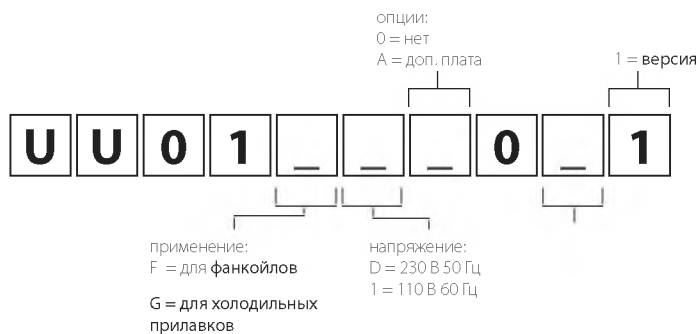 опции:
0 = нет
A = доп. плата
1 = версия
U U 0 1 _ _ _ 0 _ 1
применение:
F = для фанкойлов
G = для холодильных
прилавков
напряжение:
D = 230 В 50 Гц
1 = 110 В 60 Гц